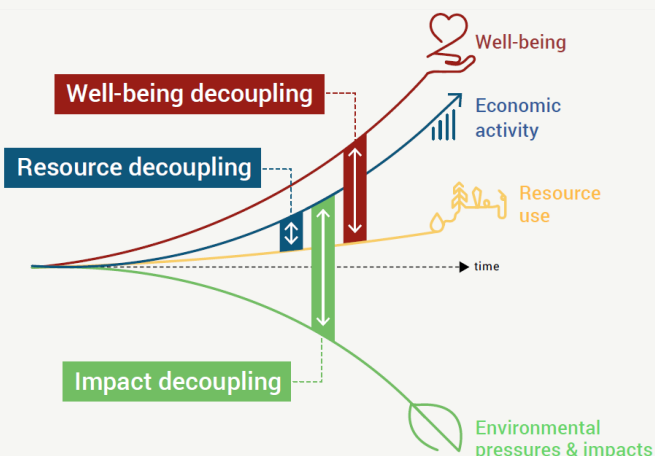 Well-being
Well-being decoupling
Economic
activity
Resource decoupling
Resource
use
time
Impact decoupling
Environmental
pressures & impacts